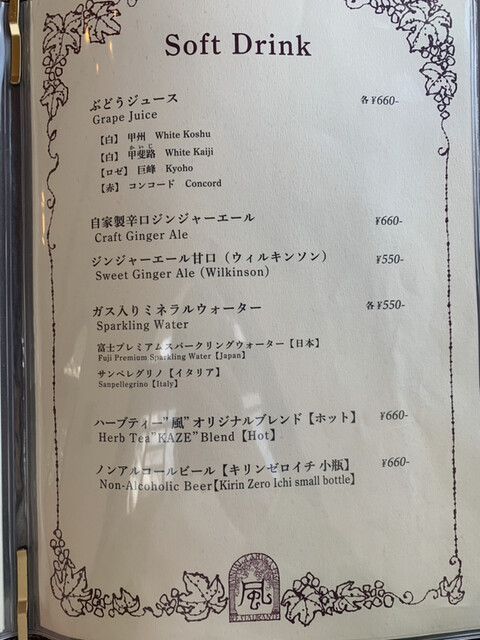 Soft Drink
ぶどうジュース 各¥660-
Grape Juice
【白】 甲州 White Koshu
かいじ
【白】 甲斐路 White Kaiji
【ロゼ】 巨峰 Kyoho
【赤】 コンコード Concord
自家製辛口ジンジャーエール ¥660-
Craft Ginger Ale
ジンジャーエール甘口（ウィルキンソン） ¥550-
Sweet Ginger Ale (Wilkinson)
ガス入りミネラルウォーター 各¥550-
Sparkling Water
富士プレミアムスパークリングウォーター【日本】
Fuji Premium Sparkling Water【Japan】
サンペレグリノ【イタリア】
Sanpellegrino【Italy】
ハーブティー"風"オリジナルブレンド【ホット】 ¥660-
Herb Tea"KAZE"Blend【Hot】
ノンアルコールビール【キリンゼロイチ 小瓶】 ¥660-
Non-Alcoholic Beer【Kirin Zero Ichi small bottle】
風
RESTAURANT